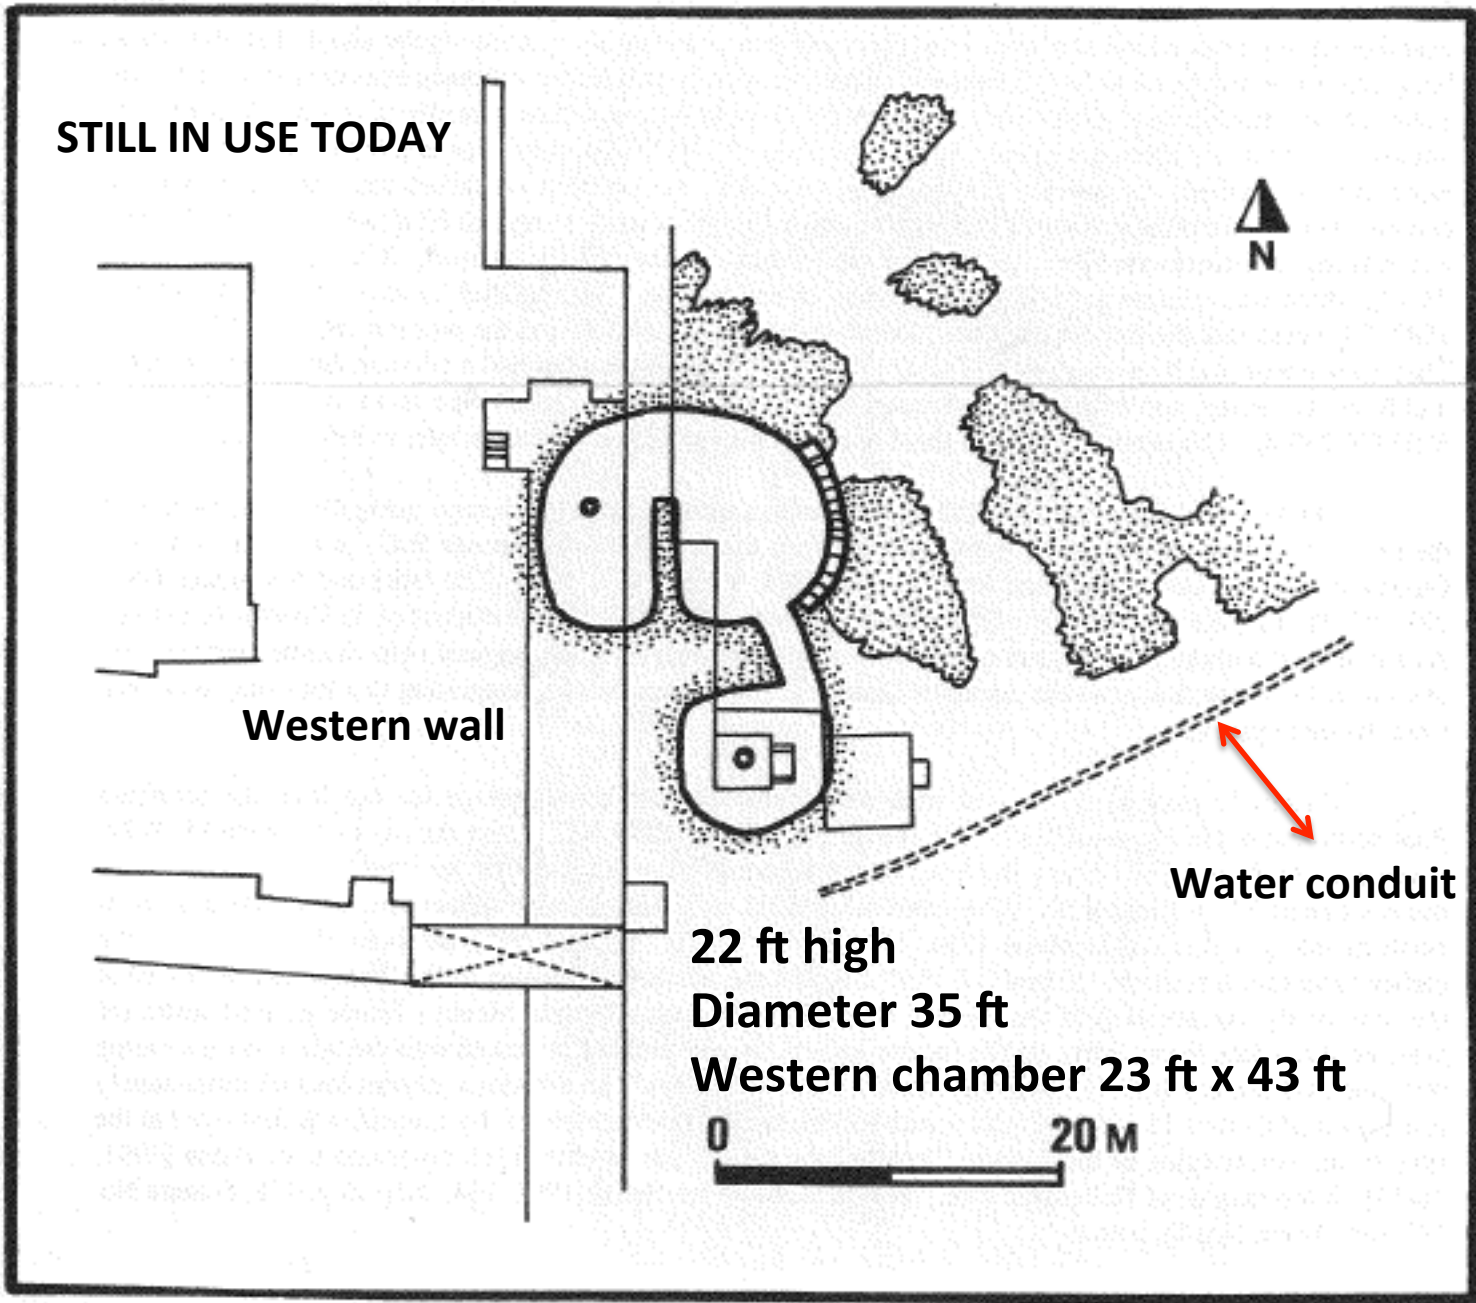 STILL IN USE TODAY
N
Western wall
Water conduit
22 ft high
Diameter 35 ft
Western chamber 23 ft x 43 ft
0 20 M